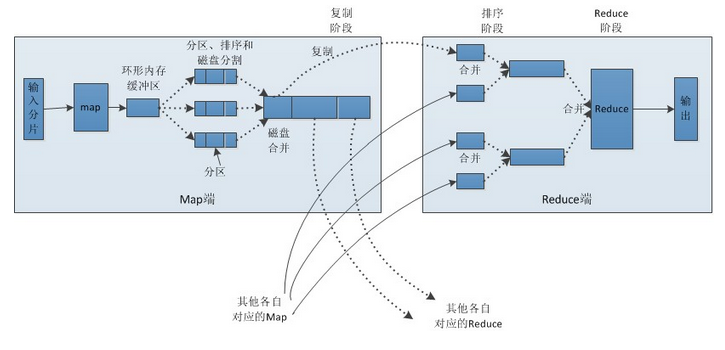 复制
阶段
排序
阶段
Reduce
阶段
分区、排序和
磁盘分割
复制
环形内存
缓冲区
输
入
分
片
map
磁盘
合并
分区
Map端
合并
合并
合并
Reduce
输
出
Reduce端
其他各自
对应的Map
其他各自
对应的Reduce